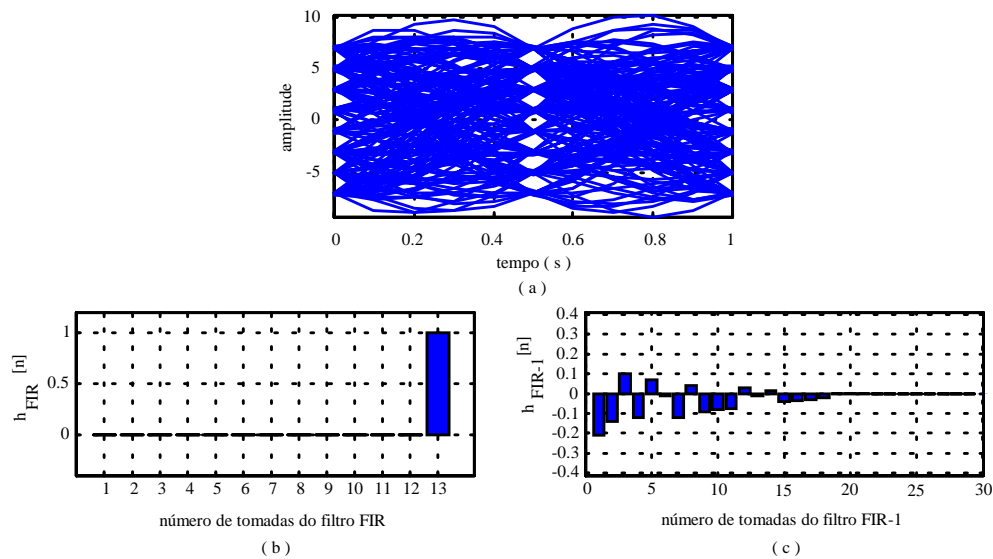 10
5
0
-5
amplitude
0 0.2 0.4 0.6 0.8 1
tempo ( s )
( a )
1
0.5
0
h FIR [n]
1 2 3 4 5 6 7 8 9 10 11 12 13
número de tomadas do filtro FIR
( b )
0.4
0.3
0.2
0.1
0
-0.1
-0.2
-0.3
-0.4
h FIR-1 [n]
0 5 10 15 20 25 30
número de tomadas do filtro FIR-1
( c )